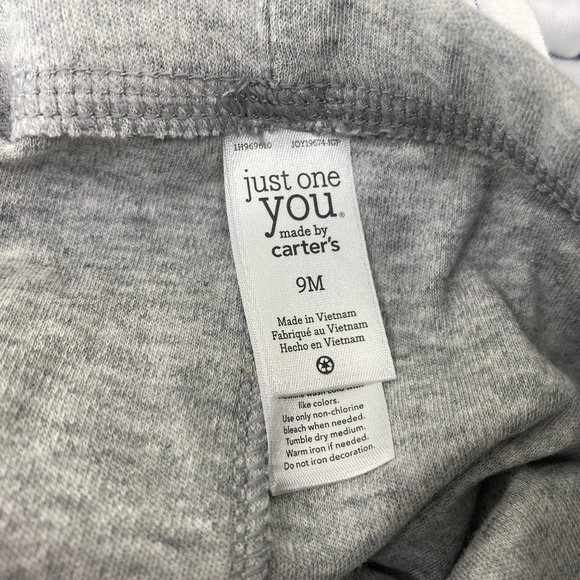 1H969610 JOY19674-IGP
just one
you®
made by
carter's
9M
Made in Vietnam
Fabriqué au Vietnam
Hecho en Vietnam
like colors.
Use only non-chlorine
bleach when needed.
Tumble dry medium.
Warm iron if needed.
Do not iron decoration.